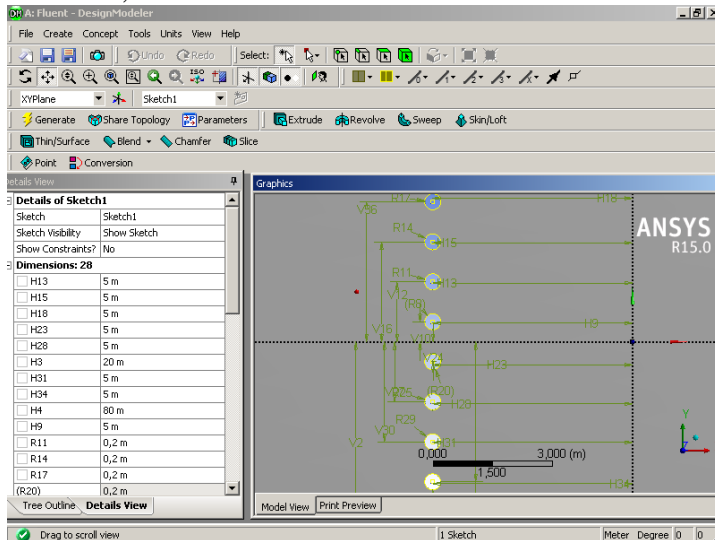 A: Fluent - DesignModeler
File Create Concept Tools Units View Help
Undo Redo Select:
ISO
XYPlane Sketch1
Generate Share Topology Parameters Extrude Revolve Sweep Skin/Loft
Thin/Surface Blend Chamfer Slice
Point Conversion
etails View
Details of Sketch1
Sketch Sketch1
Sketch Visibility Show Sketch
Show Constraints? No
Dimensions: 28
H13 5 m
H15 5 m
H18 5 m
H23 5 m
H28 5 m
H3 20 m
H31 5 m
H34 5 m
H4 80 m
H9 5 m
R11 0,2 m
R14 0,2 m
R17 0,2 m
(R20) 0,2 m
Tree Outline Details View
Graphics
R17 H18
ANSYS
R15.0
R14
H15
R11
H13
V12
(R8)
V16
H9
V10
H23
(R20)
H28
R29
V30
V2
H31
0,000 3,000 (m)
1,500
H34
Y
Model View Print Preview
Drag to scroll view 1 Sketch Meter Degree 0 0